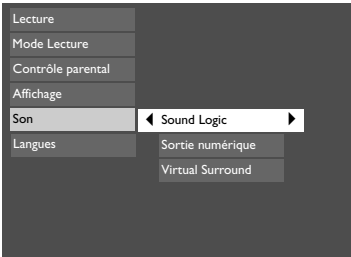 Lecture
Mode Lecture
Contrôle parental
Affichage
Son
Sound Logic
Langues
Sortie numérique
Virtual Surround